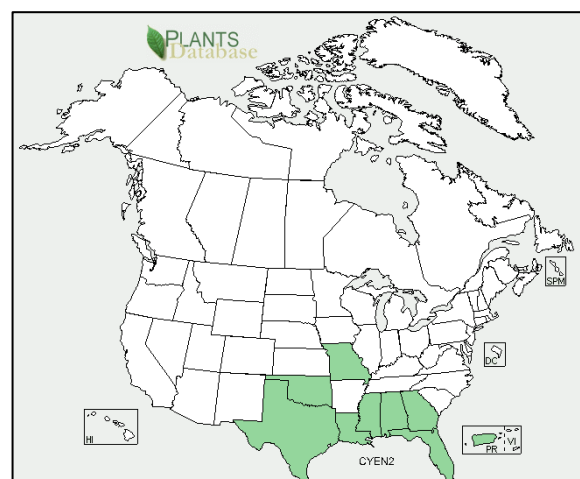 PLANTS
Database
SPM
DC
HI
PR
VI
CYEN2